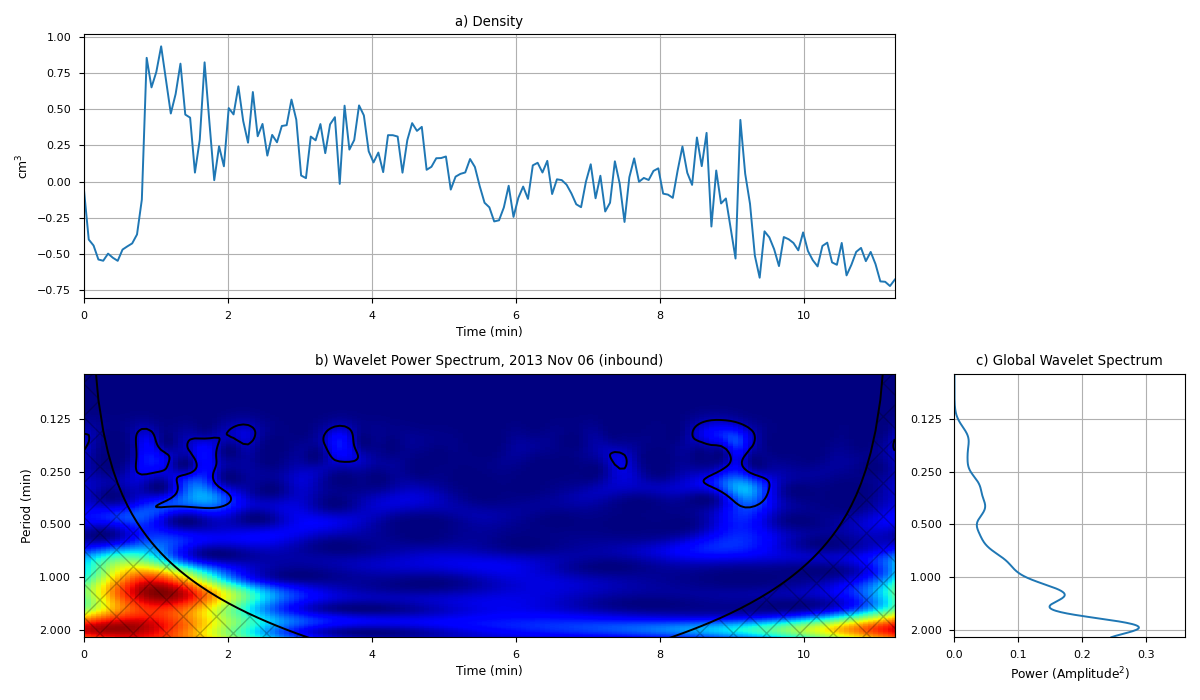 a) Density
cm³
1.00
0.75
0.50
0.25
0.00
−0.25
−0.50
−0.75
0 2 4 6 8 10
Time (min)
b) Wavelet Power Spectrum, 2013 Nov 06 (inbound)
Period (min)
0.125
0.250
0.500
1.000
2.000
0 2 4 6 8 10
Time (min)
c) Global Wavelet Spectrum
0.125
0.250
0.500
1.000
2.000
0.0 0.1 0.2 0.3
Power (Amplitude²)